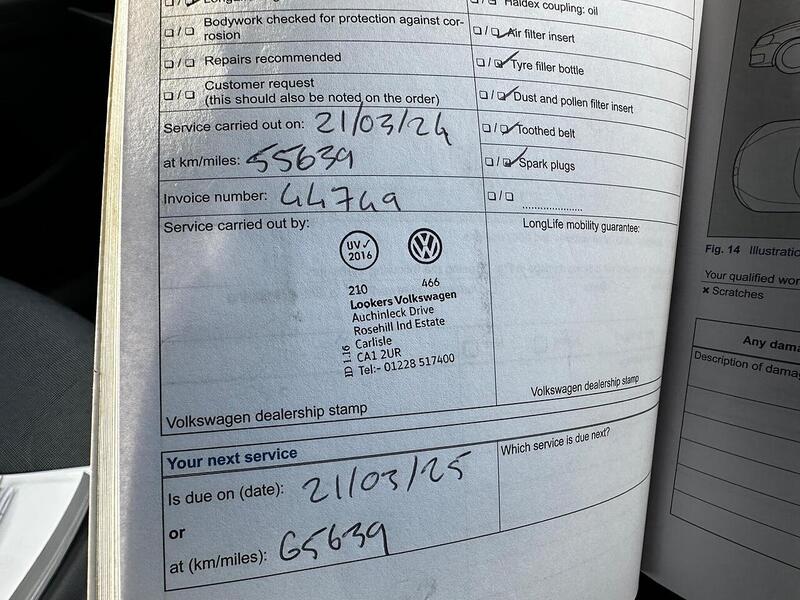 Haldex coupling: oil
Bodywork checked for protection against cor-
rosion
Air filter insert
Repairs recommended
Tyre filler bottle
Customer request
(this should also be noted on the order)
Dust and pollen filter insert
Service carried out on: 21/03/24
Toothed belt
at km/miles: 55639
Spark plugs
Invoice number: 44749
....................
Service carried out by:
LongLife mobility guarantee:
UV✓
2016
VW
210 466
Lookers Volkswagen
Auchinleck Drive
Rosehill Ind Estate
Carlisle
CA1 2UR
Tel:- 01228 517400
ID 1.16
Volkswagen dealership stamp
Volkswagen dealership stamp
Your next service
Which service is due next?
Is due on (date): 21/03/25
or
at (km/miles): 65639
Fig. 14 Illustratio
Your qualified wor
× Scratches
Any dama
Description of damag